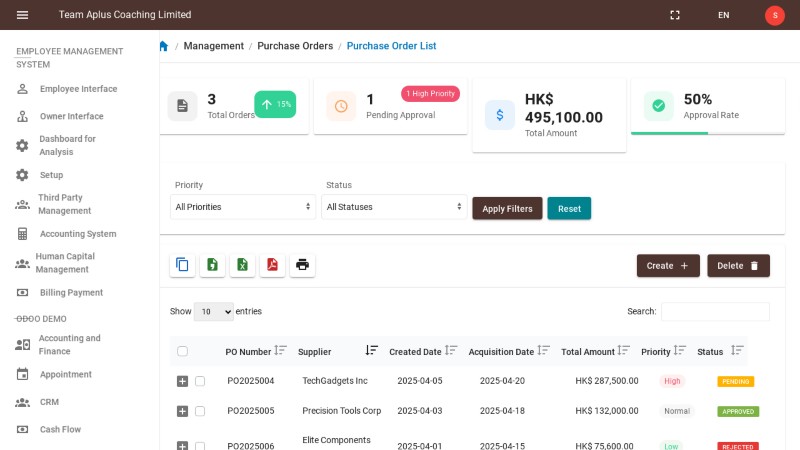 Team Aplus Coaching Limited
EN
S
EMPLOYEE MANAGEMENT
SYSTEM
Employee Interface
Owner Interface
Dashboard for
Analysis
Setup
Third Party
Management
Accounting System
Human Capital
Management
Billing Payment
ODOO DEMO
Accounting and
Finance
Appointment
CRM
Cash Flow
/ Management / Purchase Orders / Purchase Order List
3
Total Orders
15%
1
Pending Approval
1 High Priority
HK$
495,100.00
Total Amount
50%
Approval Rate
Priority
All Priorities
Status
All Statuses
Apply Filters
Reset
Create +
Delete
Show 10 entries
Search:
PO Number Supplier Created Date Acquisition Date Total Amount Priority Status
PO2025004 TechGadgets Inc 2025-04-05 2025-04-20 HK$ 287,500.00 High PENDING
PO2025005 Precision Tools Corp 2025-04-03 2025-04-18 HK$ 132,000.00 Normal APPROVED
PO2025006 Elite Components 2025-04-01 2025-04-15 HK$ 75,600.00 Low REJECTED